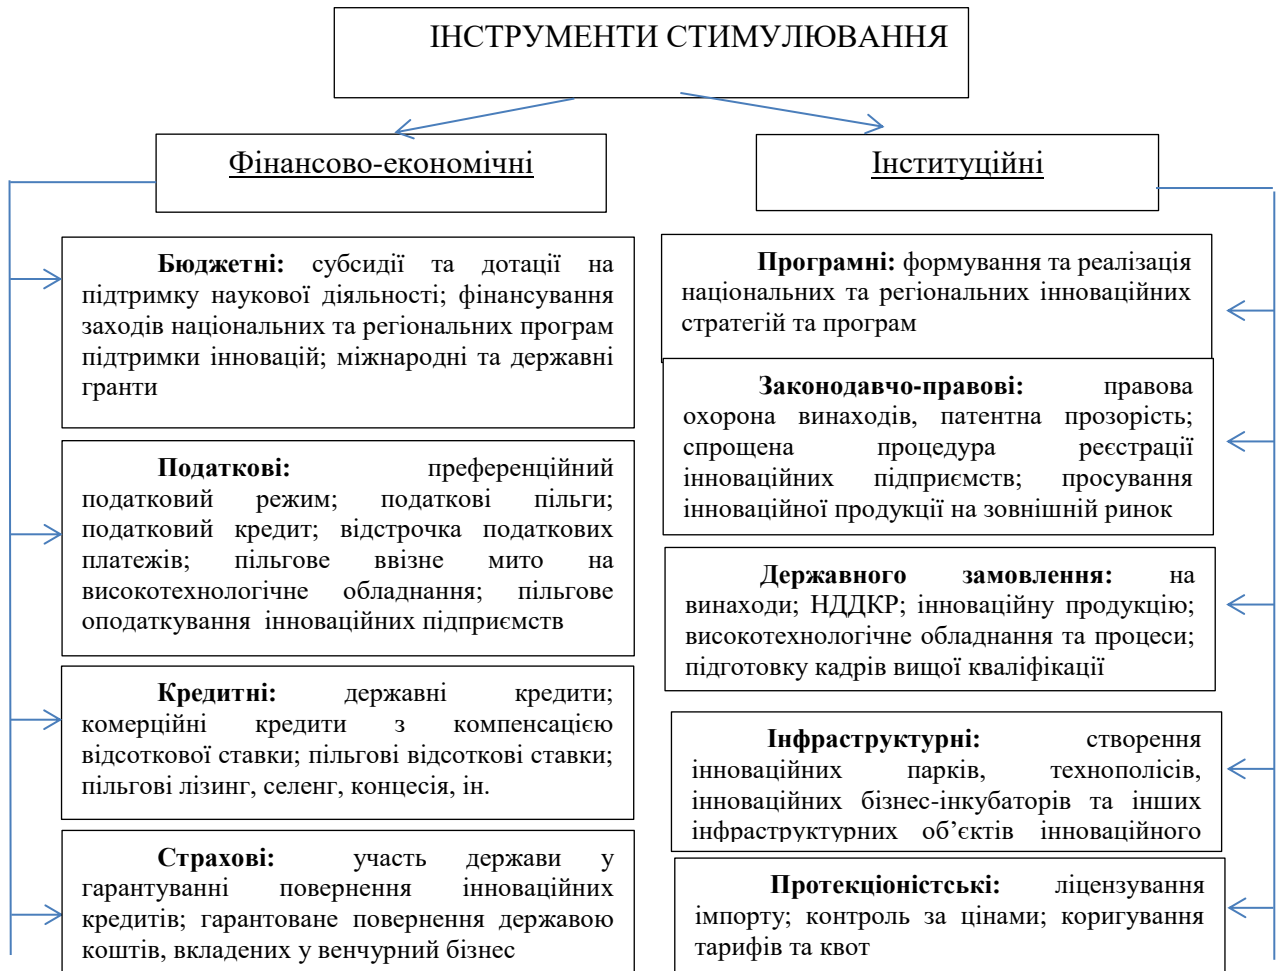 ІНСТРУМЕНТИ СТИМУЛЮВАННЯ
Фінансово-економічні
Бюджетні: субсидії та дотації на
підтримку наукової діяльності; фінансування
заходів національних та регіональних програм
підтримки інновацій; міжнародні та державні
гранти
Податкові: преференційний
податковий режим; податкові пільги;
податковий кредит; відстрочка податкових
платежів; пільгове ввізне мито на
високотехнологічне обладнання; пільгове
оподаткування інноваційних підприємств
Кредитні: державні кредити;
комерційні кредити з компенсацією
відсоткової ставки; пільгові відсоткові ставки;
пільгові лізинг, селенг, концесія, ін.
Страхові: участь держави у
гарантуванні повернення інноваційних
кредитів; гарантоване повернення державою
коштів, вкладених у венчурний бізнес
Інституційні
Програмні: формування та реалізація
національних та регіональних інноваційних
стратегій та програм
Законодавчо-правові: правова
охорона винаходів, патентна прозорість;
спрощена процедура реєстрації
інноваційних підприємств; просування
інноваційної продукції на зовнішній ринок
Державного замовлення: на
винаходи; НДДКР; інноваційну продукцію;
високотехнологічне обладнання та процеси;
підготовку кадрів вищої кваліфікації
Інфраструктурні: створення
інноваційних парків, технополісів,
інноваційних бізнес-інкубаторів та інших
інфраструктурних об’єктів інноваційного
Протекціоністські: ліцензування
імпорту; контроль за цінами; коригування
тарифів та квот